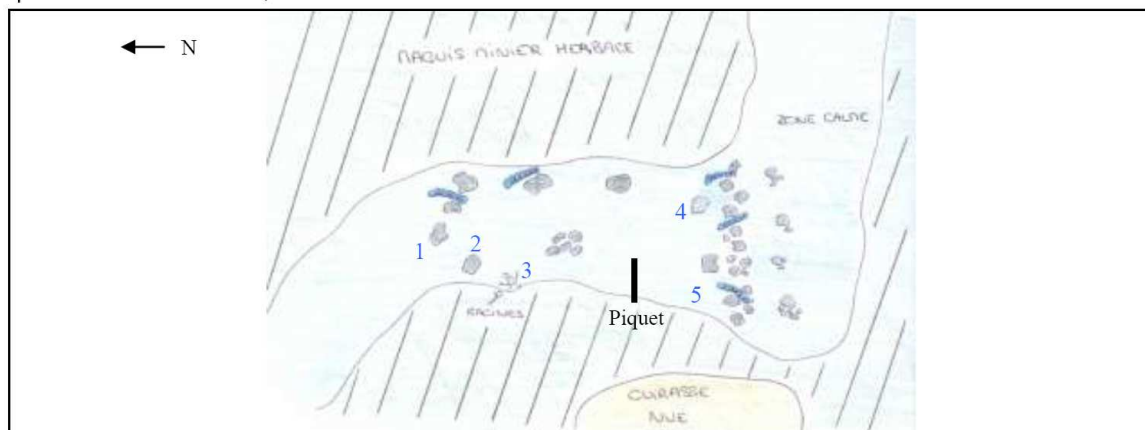 N
MAQUIS MINIER HERBACE
ZONE CALME
4
2
1
3
5
RACINES
Piquet
CUIRASSE
NUE